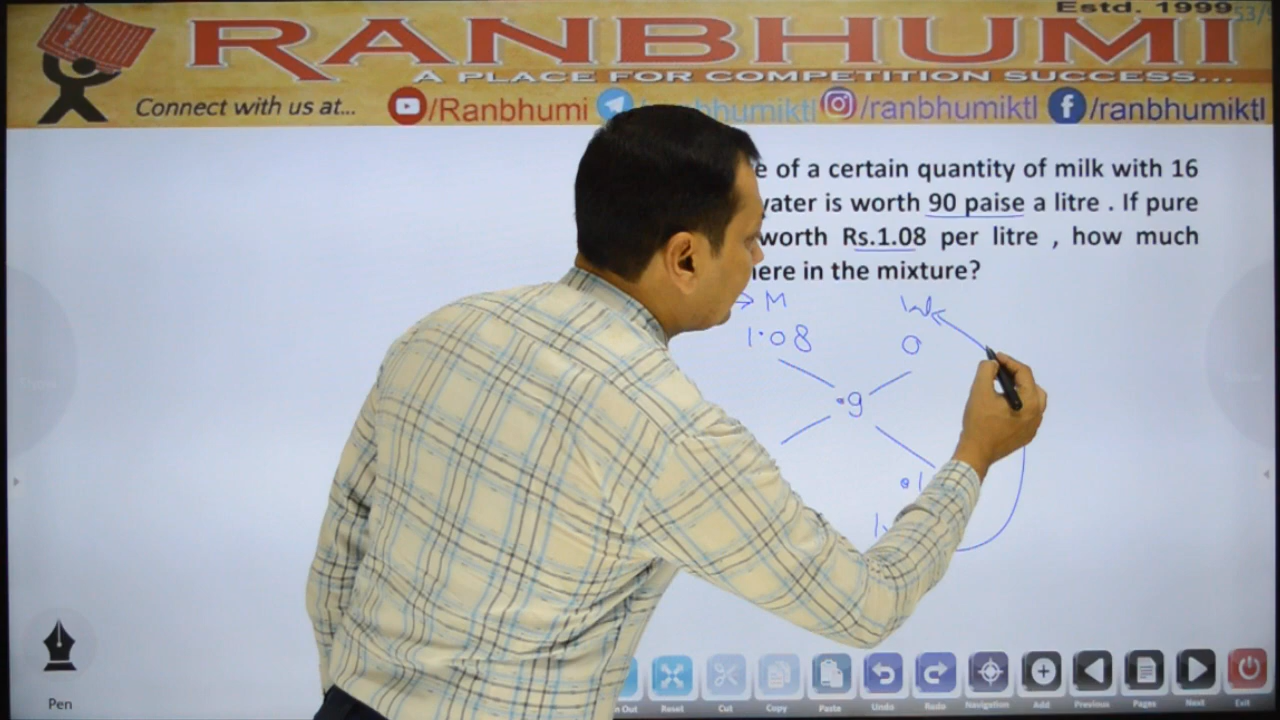 Estd. 1999
53/
RANBHUMI
A PLACE FOR COMPETITION SUCCESS...
Connect with us at... /Ranbhumi bhumiktl /ranbhumiktl /ranbhumiktl
e of a certain quantity of milk with 16
water is worth 90 paise a litre . If pure
worth Rs.1.08 per litre , how much
here in the mixture?
→ M
1.08 0
.9
.1
Pen
Out Reset Cut Copy Paste Undo Redo Navigation Add Previous Pages Next Exit